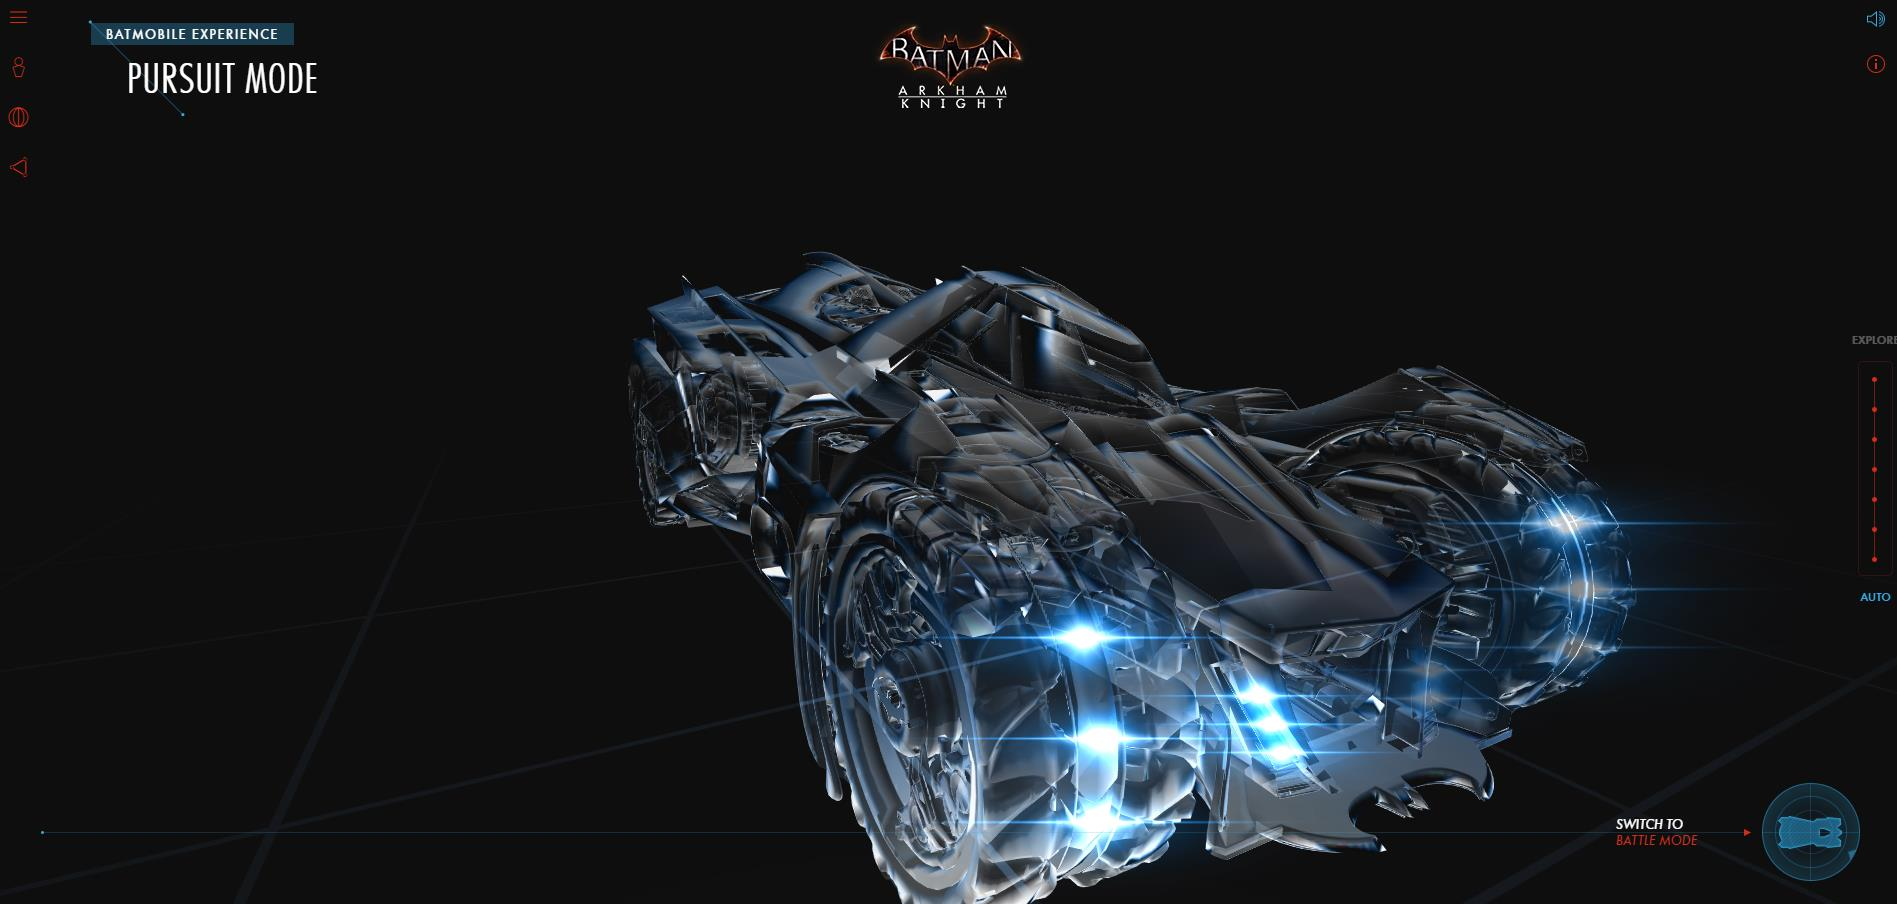 BATMOBILE EXPERIENCE
PURSUIT MODE
BATMAN
ARKHAM
KNIGHT
EXPLORE
AUTO
SWITCH TO
BATTLE MODE